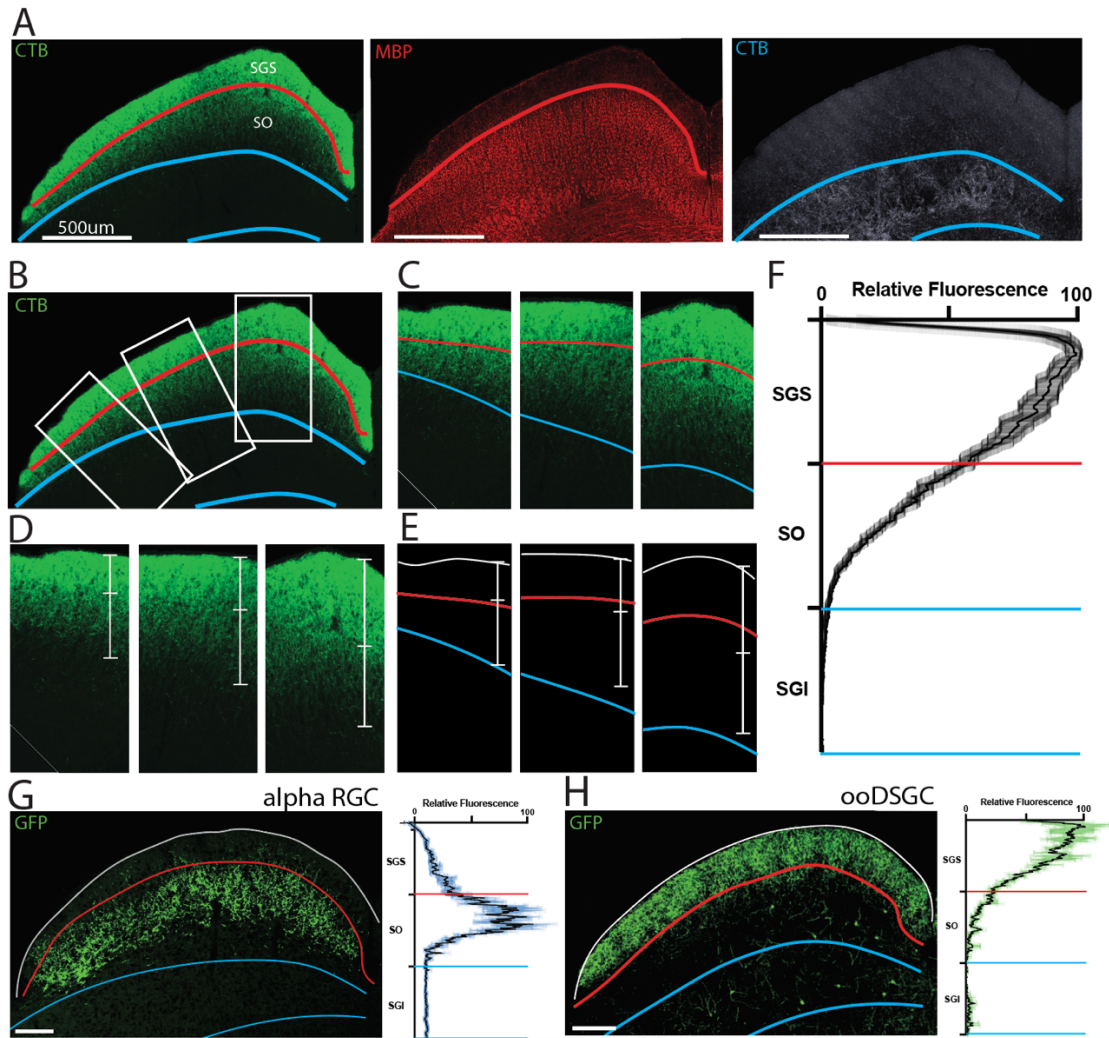 A
CTB
SGS
SO
500um
MBP
CTB
B
CTB
C
F
0 Relative Fluorescence 100
SGS
SO
SGI
D
E
G
alpha RGC
GFP
Relative Fluorescence
0 100
SGS
SO
SGI
H
ooDSGC
GFP
Relative Fluorescence
0 100
SGS
SO
SGI